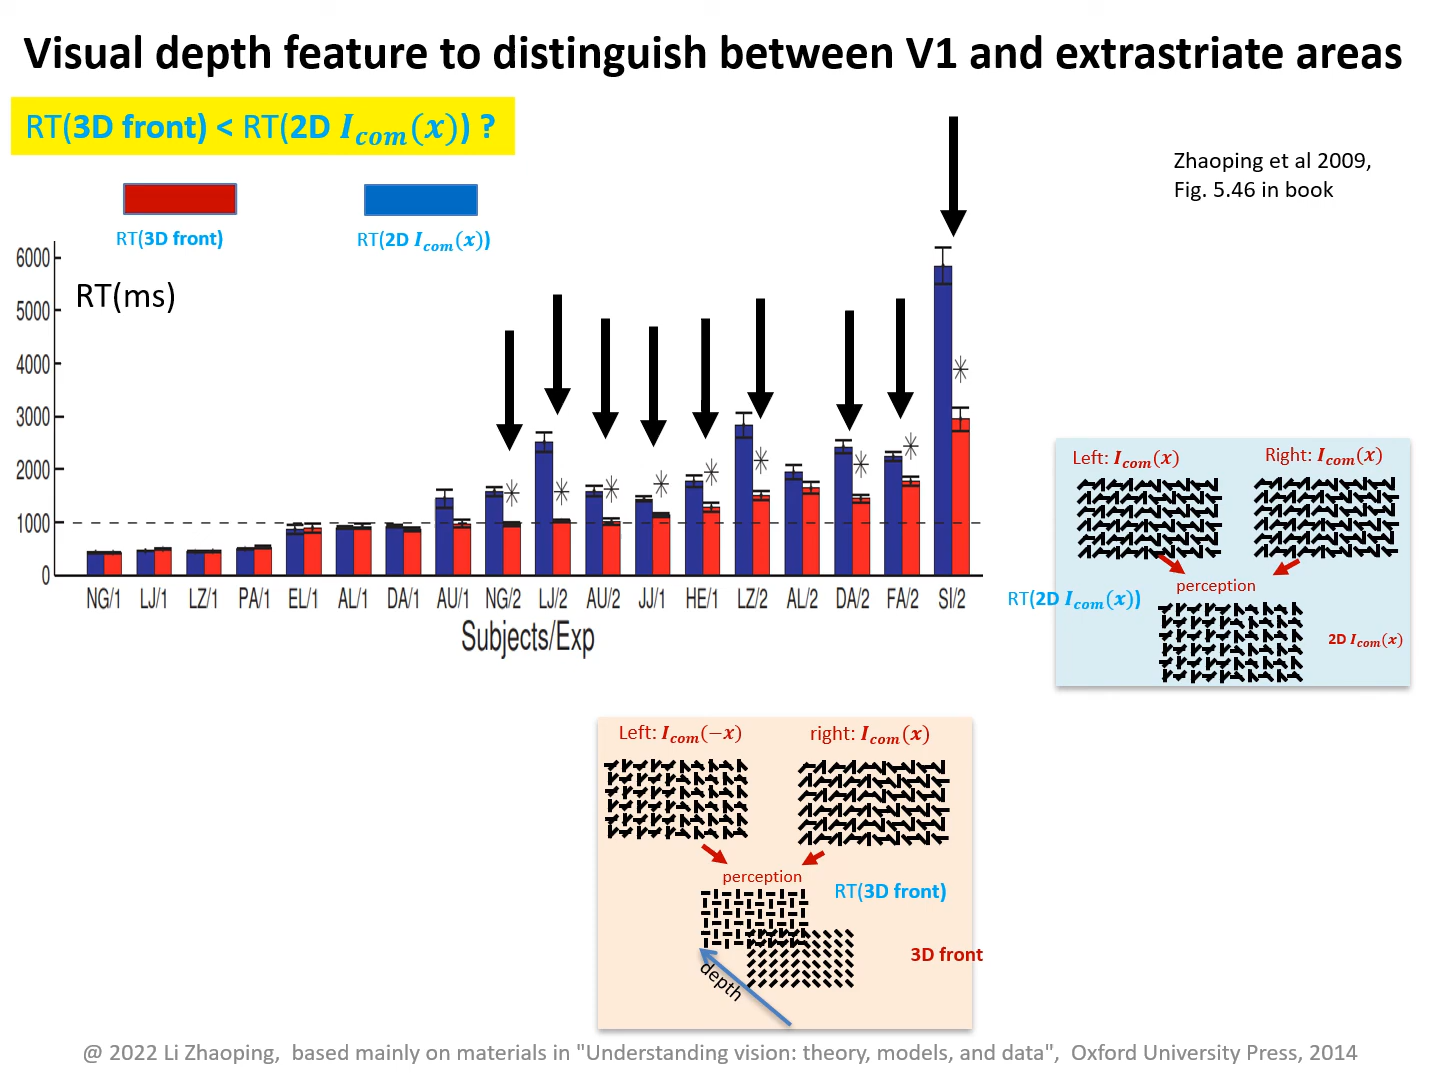 Visual depth feature to distinguish between V1 and extrastriate areas
RT(3D front) < RT(2D I_com(x)) ?
Zhaoping et al 2009,
Fig. 5.46 in book
RT(3D front)
RT(2D I_com(x))
RT(ms)
6000
5000
4000
3000
2000
1000
0
NG/1 LJ/1 LZ/1 PA/1 EL/1 AL/1 DA/1 AU/1 NG/2 LJ/2 AU/2 JJ/1 HE/1 LZ/2 AL/2 DA/2 FA/2 SI/2
Subjects/Exp
Left: I_com(x)
Right: I_com(x)
perception
RT(2D I_com(x))
2D I_com(x)
Left: I_com(−x)
right: I_com(x)
perception
RT(3D front)
3D front
depth
@ 2022 Li Zhaoping, based mainly on materials in "Understanding vision: theory, models, and data", Oxford University Press, 2014